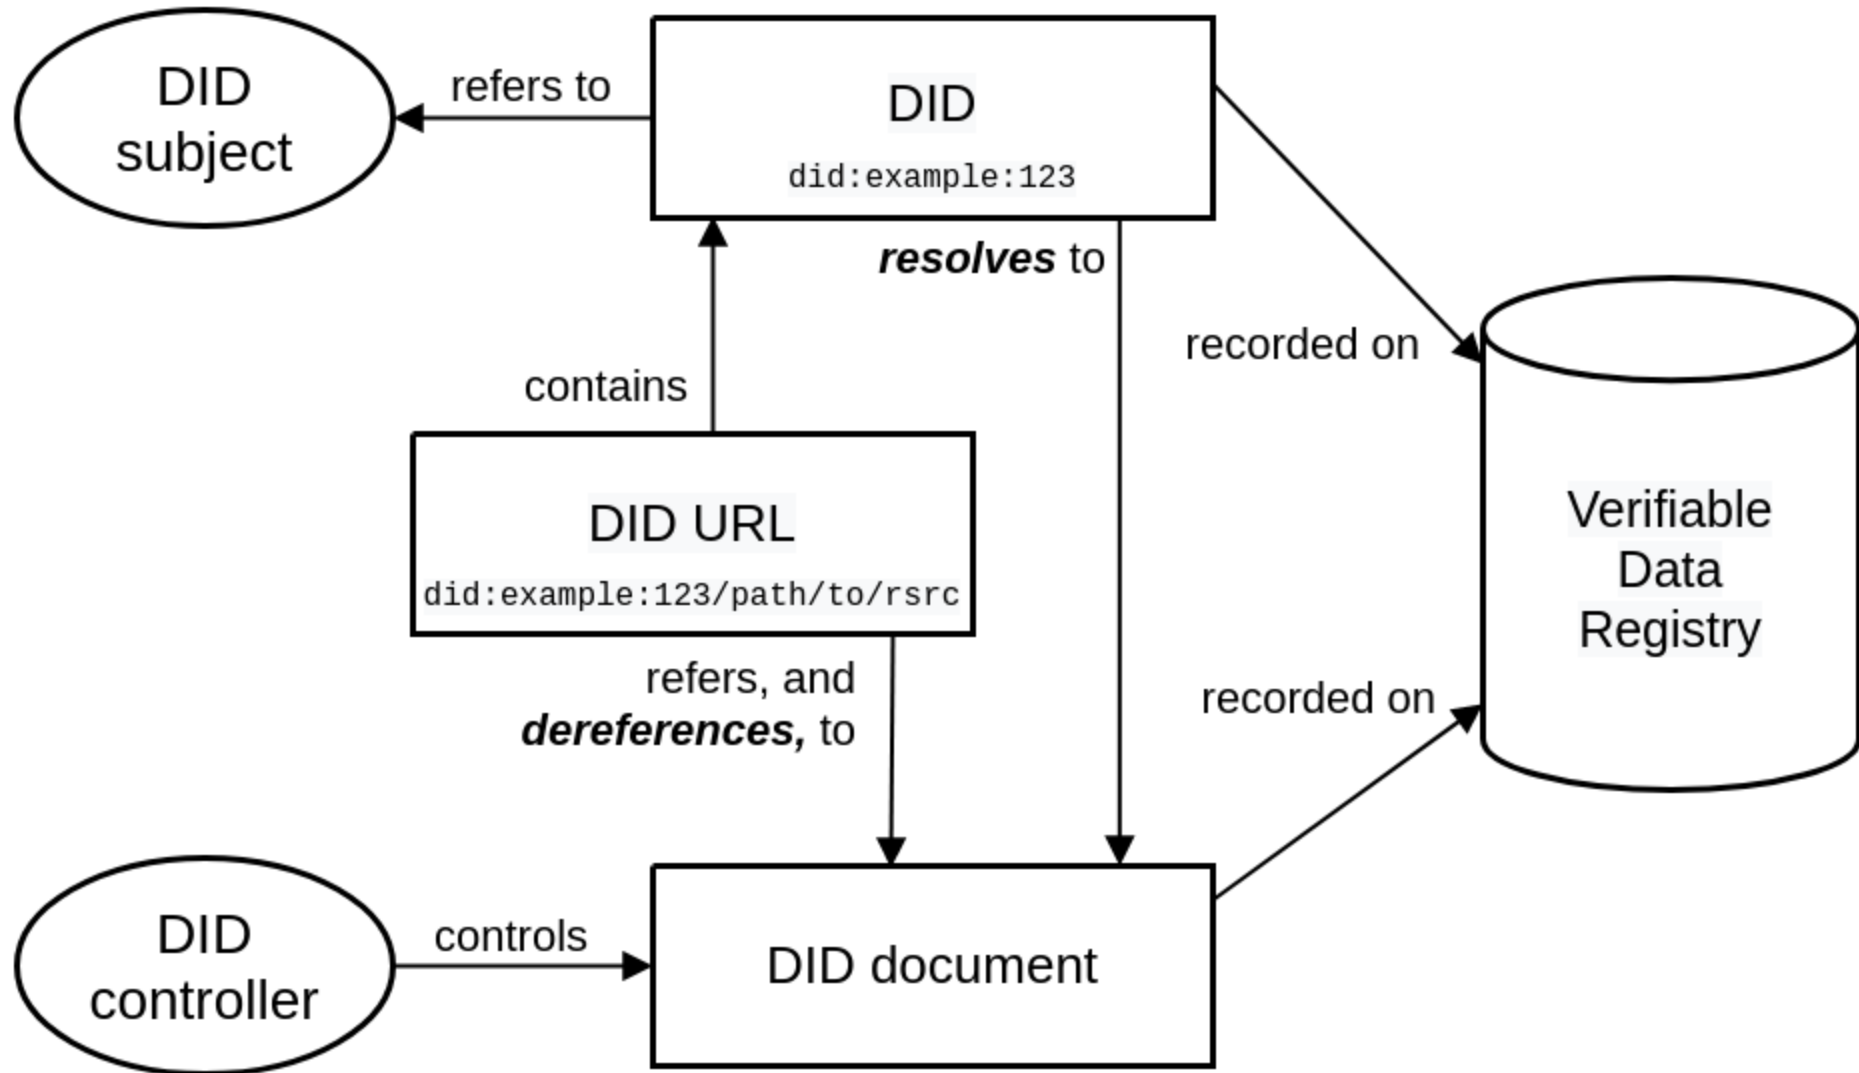 DID
subject
refers to
DID
did:example:123
resolves to
recorded on
contains
DID URL
did:example:123/path/to/rsrc
Verifiable
Data
Registry
refers, and
dereferences, to
recorded on
DID
controller
controls
DID document